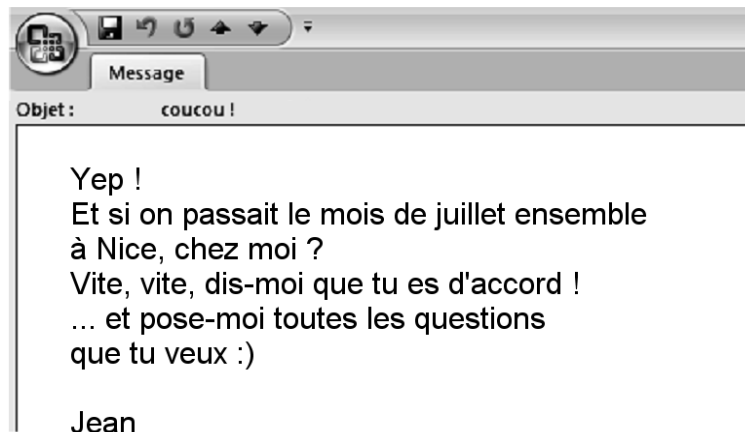 Message
Objet : coucou !
Yep !
Et si on passait le mois de juillet ensemble
à Nice, chez moi ?
Vite, vite, dis-moi que tu es d'accord !
... et pose-moi toutes les questions
que tu veux :)
Jean